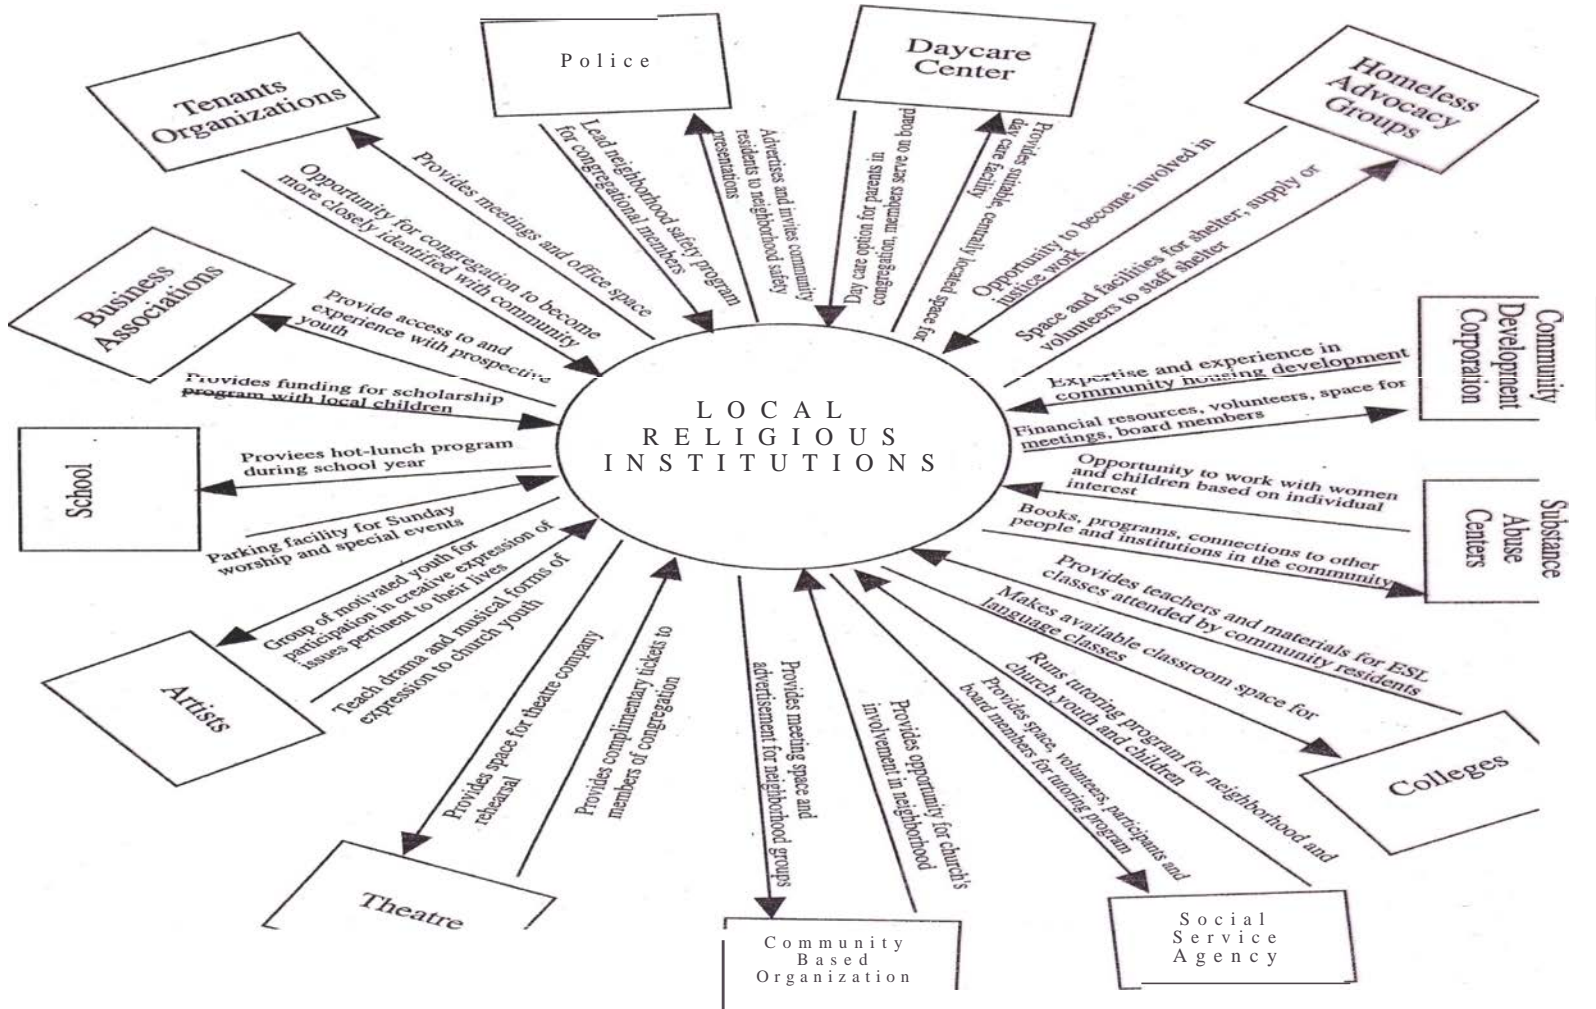 Police
Daycare
Center
Homeless
Advocacy
Groups
Tenants
Organizations
Provides meetings and office space
Opportunity for congregation to become
more closely identified with community
Lead neighborhood safety program
for congregational members
Advertises and invites community
residents to neighborhood safety
presentations
Day care option for parents in
congregation, members serve on board
Provides suitable, centrally located space for
day care facility
Opportunity to become involved in
justice work
Space and facilities for shelter, supply or
volunteers to staff shelter
Business
Associations
Provide access to and
experience with prospective
youth
Provides funding for scholarship
program with local children
Community
Development
Corporation
Expertise and experience in
community housing development
Financial resources, volunteers, space for
meetings, board members
LOCAL
RELIGIOUS
INSTITUTIONS
School
Proviees hot-lunch program
during school year
Parking facility for Sunday
worship and special events
Substance
Abuse
Centers
Opportunity to work with women
and children based on individual
interest
Books, programs, connections to other
people and institutions in the community
Artists
Group of motivated youth for
participation in creative expression of
issues pertinent to their lives
Teach drama and musical forms of
expression to church youth
Provides teachers and materials for ESL
classes attended by community residents
Makes available classroom space for
language classes
Colleges
Theatre
Provides space for theatre company
rehearsal
Provides complimentary tickets to
members of congregation
Provides meeting space and
advertisement for neighborhood groups
Provides opportunity for church's
involvement in neighborhood
Community
Based
Organization
Runs tutoring program for neighborhood and
church youth and children
Provides space, volunteers, participants and
board members for tutoring program
Social
Service
Agency